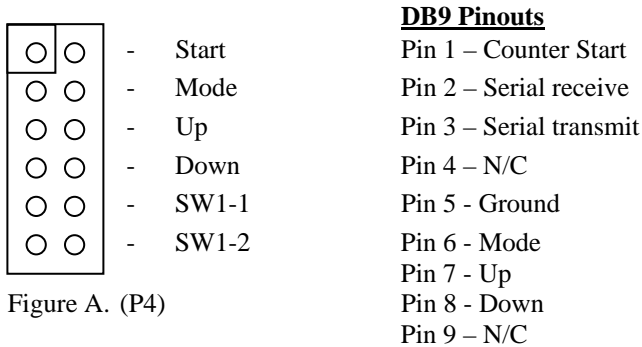 - Start
- Mode
- Up
- Down
- SW1-1
- SW1-2
Figure A. (P4)
DB9 Pinouts
Pin 1 – Counter Start
Pin 2 – Serial receive
Pin 3 – Serial transmit
Pin 4 – N/C
Pin 5 - Ground
Pin 6 - Mode
Pin 7 - Up
Pin 8 - Down
Pin 9 – N/C